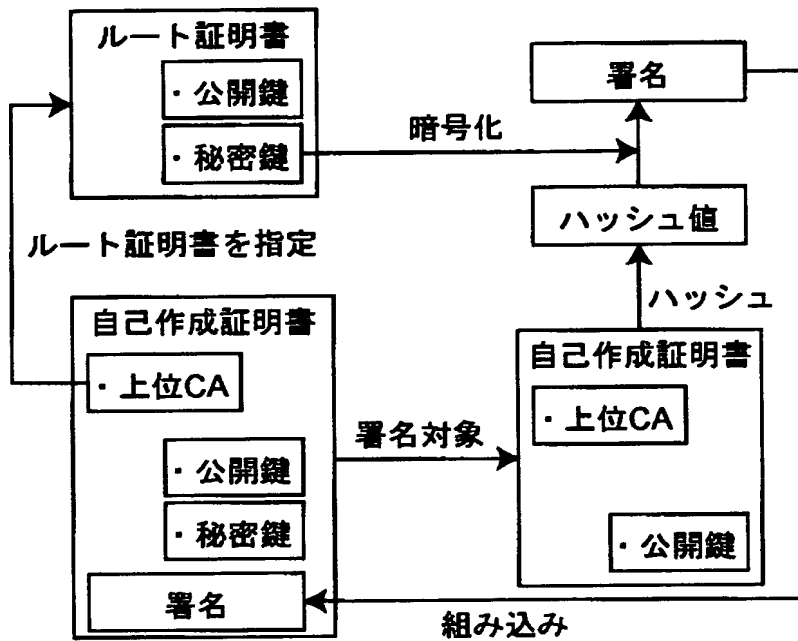 ルート証明書
・公開鍵
・秘密鍵
暗号化
署名
ハッシュ値
ルート証明書を指定
ハッシュ
自己作成証明書
・上位CA
・公開鍵
・秘密鍵
署名
署名対象
自己作成証明書
・上位CA
・公開鍵
組み込み